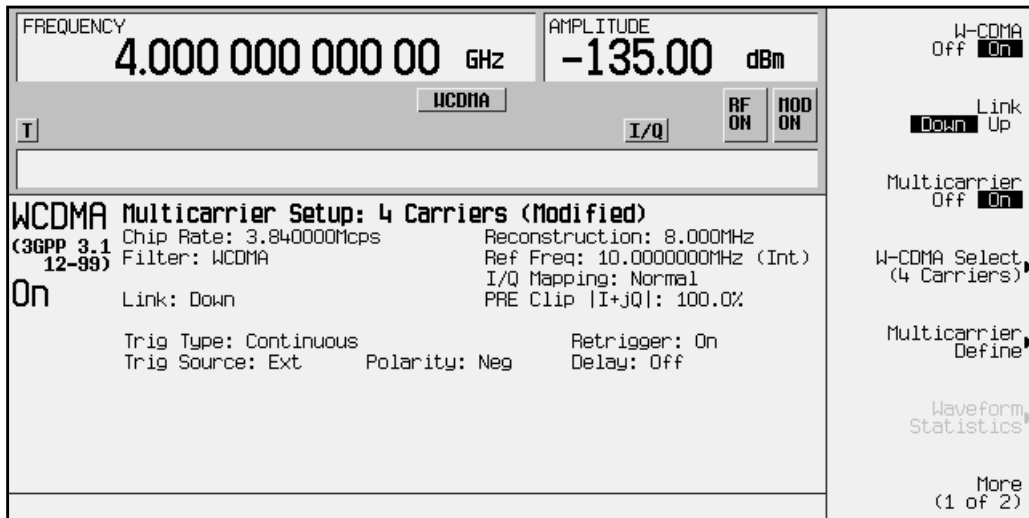 FREQUENCY
4.000 000 000 00 GHz
AMPLITUDE
-135.00 dBm
WCDMA
RF
ON
MOD
ON
T
I/Q
WCDMA
(3GPP 3.1
12-99)
On
Multicarrier Setup: 4 Carriers (Modified)
Chip Rate: 3.840000Mcps Reconstruction: 8.000MHz
Filter: WCDMA Ref Freq: 10.0000000MHz (Int)
I/Q Mapping: Normal
Link: Down PRE Clip |I+jQ|: 100.0%
Trig Type: Continuous Retrigger: On
Trig Source: Ext Polarity: Neg Delay: Off
W-CDMA
Off On
Link
Down Up
Multicarrier
Off On
W-CDMA Select
(4 Carriers)
Multicarrier
Define
Waveform
Statistics
More
(1 of 2)